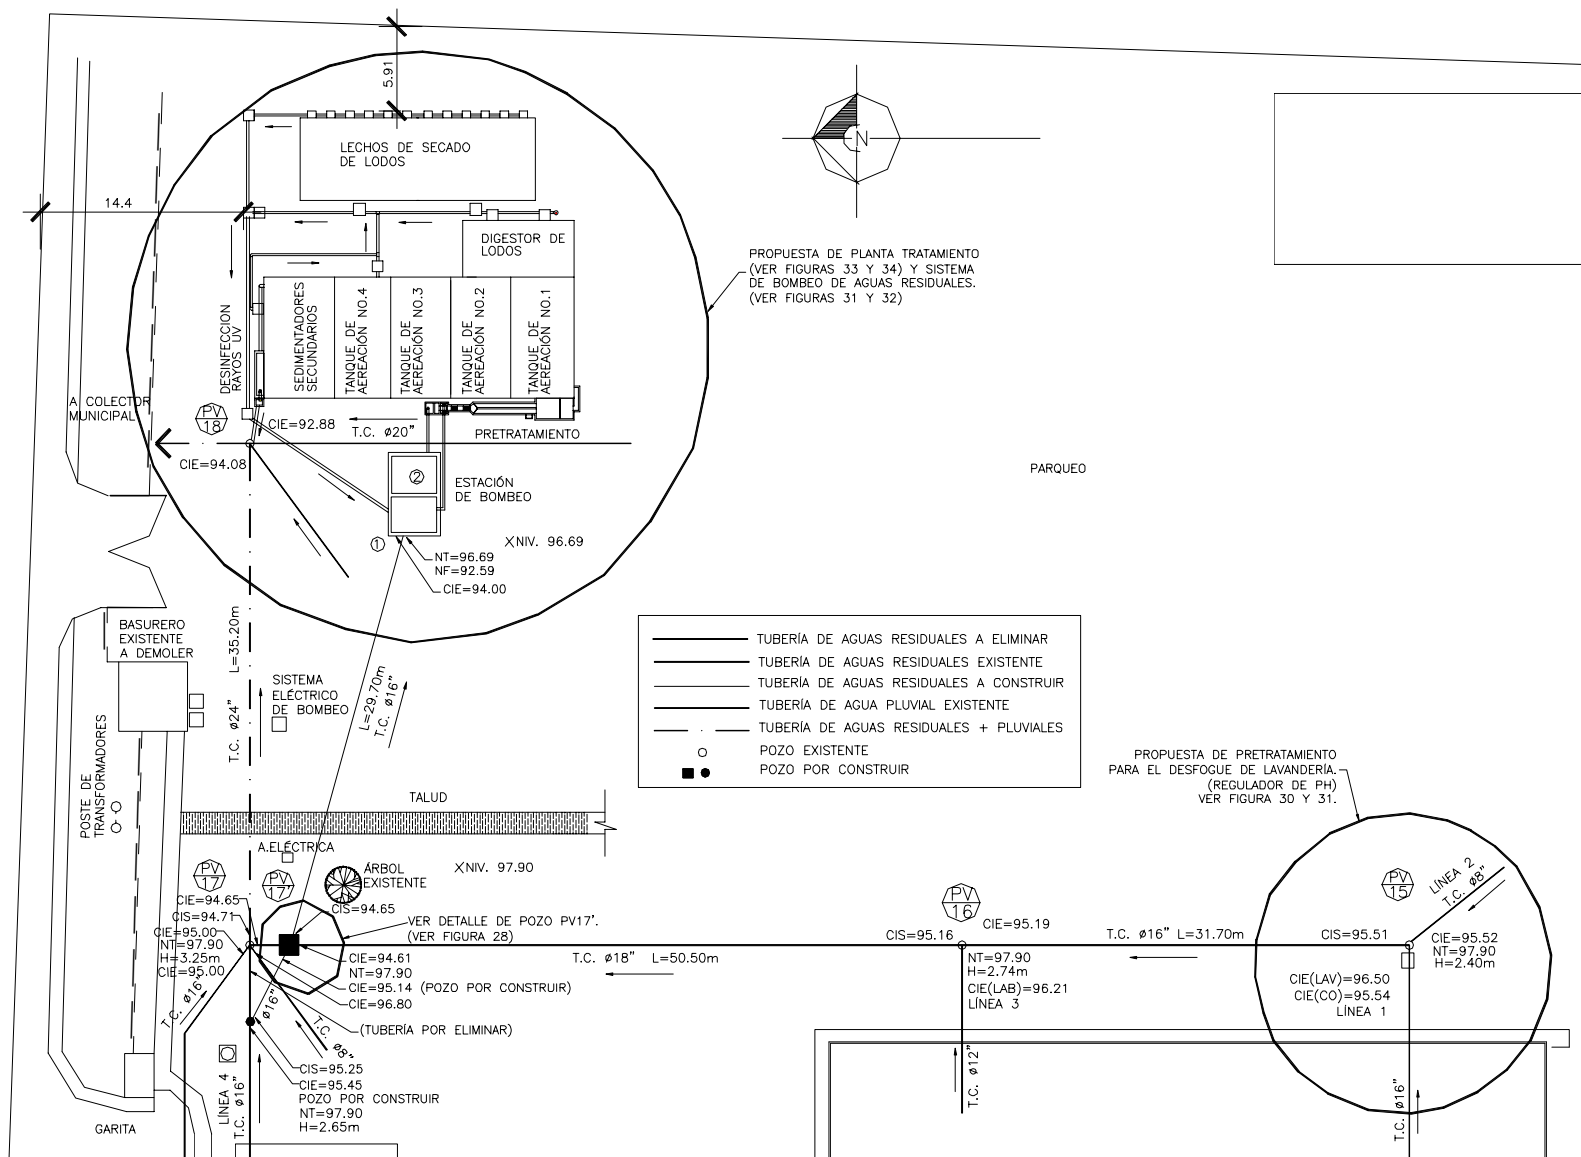 5.91
LECHOS DE SECADO
DE LODOS
14.4
N
DIGESTOR DE
LODOS
PROPUESTA DE PLANTA TRATAMIENTO
(VER FIGURAS 33 Y 34) Y SISTEMA
DE BOMBEO DE AGUAS RESIDUALES.
(VER FIGURAS 31 Y 32)
DESINFECCION
RAYOS UV
SEDIMENTADORES
SECUNDARIOS
TANQUE DE
AEREACIÓN NO.4
TANQUE DE
AEREACIÓN NO.3
TANQUE DE
AEREACIÓN NO.2
TANQUE DE
AEREACIÓN NO.1
A COLECTOR
MUNICIPAL
PV
18
CIE=92.88
T.C. ø20"
PRETRATAMIENTO
CIE=94.08
2
ESTACIÓN
DE BOMBEO
PARQUEO
1
NIV. 96.69
NT=96.69
NF=92.59
CIE=94.00
BASURERO
EXISTENTE
A DEMOLER
T.C. ø24" L=35.20m
SISTEMA
ELÉCTRICO
DE BOMBEO
L=29.70m
T.C. ø16"
TUBERÍA DE AGUAS RESIDUALES A ELIMINAR
TUBERÍA DE AGUAS RESIDUALES EXISTENTE
TUBERÍA DE AGUAS RESIDUALES A CONSTRUIR
TUBERÍA DE AGUA PLUVIAL EXISTENTE
TUBERÍA DE AGUAS RESIDUALES + PLUVIALES
POZO EXISTENTE
POZO POR CONSTRUIR
POSTE DE
TRANSFORMADORES
TALUD
PROPUESTA DE PRETRATAMIENTO
PARA EL DESFOGUE DE LAVANDERÍA.
(REGULADOR DE PH)
VER FIGURA 30 Y 31.
A.ELÉCTRICA
PV
17
PV
17'
ÁRBOL
EXISTENTE
NIV. 97.90
CIE=94.65
CIS=94.71
CIE=95.00
NT=97.90
H=3.25m
CIE=95.00
CIS=94.65
VER DETALLE DE POZO PV17'.
(VER FIGURA 28)
CIE=94.61
NT=97.90
CIE=95.14 (POZO POR CONSTRUIR)
CIE=96.80
(TUBERÍA POR ELIMINAR)
T.C. ø18" L=50.50m
PV
16
CIS=95.16
CIE=95.19
NT=97.90
H=2.74m
CIE(LAB)=96.21
LÍNEA 3
T.C. ø16" L=31.70m
PV
15
LÍNEA 2
T.C. ø8"
CIS=95.51
CIE=95.52
NT=97.90
H=2.40m
CIE(LAV)=96.50
CIE(CO)=95.54
LÍNEA 1
T.C. ø16"
ø16"
T.C. ø8"
CIS=95.25
CIE=95.45
POZO POR CONSTRUIR
NT=97.90
H=2.65m
LÍNEA 4
T.C. ø16"
GARITA
T.C. ø12"
T.C. ø16"